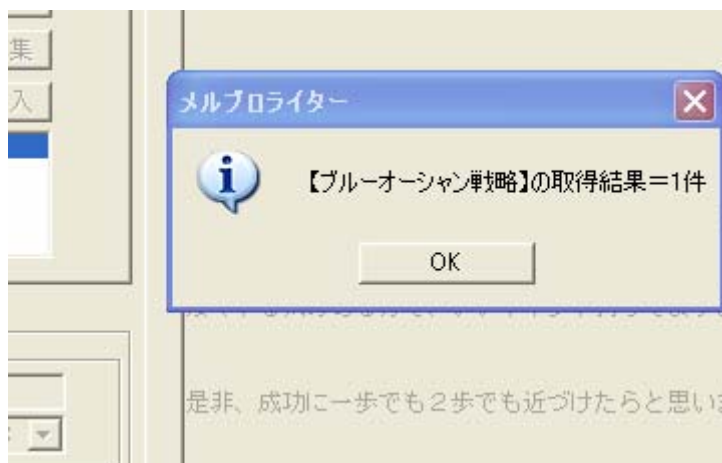 集
入
メルブロライター
【ブルーオーシャン戦略】の取得結果=1件
OK
是非、成功に一歩でも2歩でも近づけたらと思い